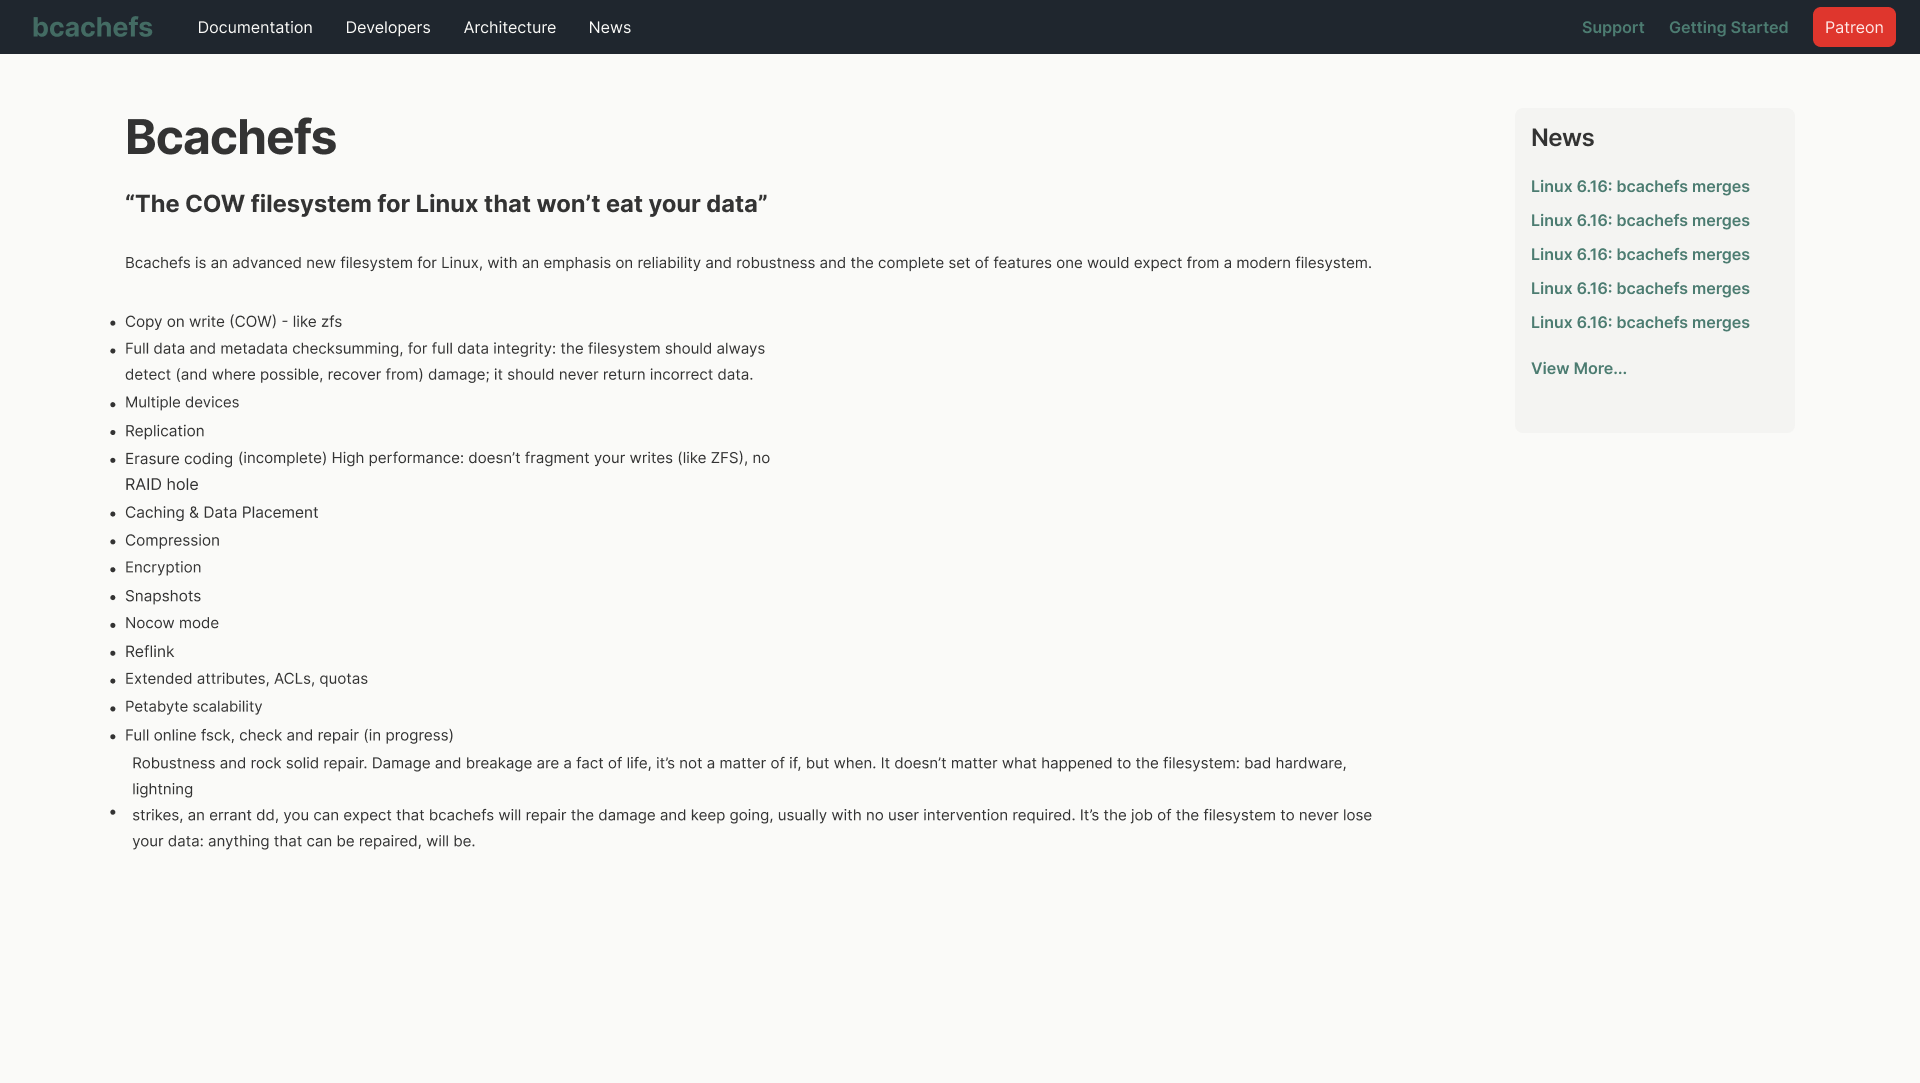 bcachefs
Documentation
Developers
Architecture
News
Support
Getting Started
Patreon
Bcachefs
“The COW filesystem for Linux that won’t eat your data”
Bcachefs is an advanced new filesystem for Linux, with an emphasis on reliability and robustness and the complete set of features one would expect from a modern filesystem.
• Copy on write (COW) - like zfs
• Full data and metadata checksumming, for full data integrity: the filesystem should always
detect (and where possible, recover from) damage; it should never return incorrect data.
• Multiple devices
• Replication
• Erasure coding (incomplete) High performance: doesn’t fragment your writes (like ZFS), no
RAID hole
• Caching & Data Placement
• Compression
• Encryption
• Snapshots
• Nocow mode
• Reflink
• Extended attributes, ACLs, quotas
• Petabyte scalability
• Full online fsck, check and repair (in progress)
Robustness and rock solid repair. Damage and breakage are a fact of life, it’s not a matter of if, but when. It doesn’t matter what happened to the filesystem: bad hardware,
lightning
• strikes, an errant dd, you can expect that bcachefs will repair the damage and keep going, usually with no user intervention required. It’s the job of the filesystem to never lose
your data: anything that can be repaired, will be.
News
Linux 6.16: bcachefs merges
Linux 6.16: bcachefs merges
Linux 6.16: bcachefs merges
Linux 6.16: bcachefs merges
Linux 6.16: bcachefs merges
View More...